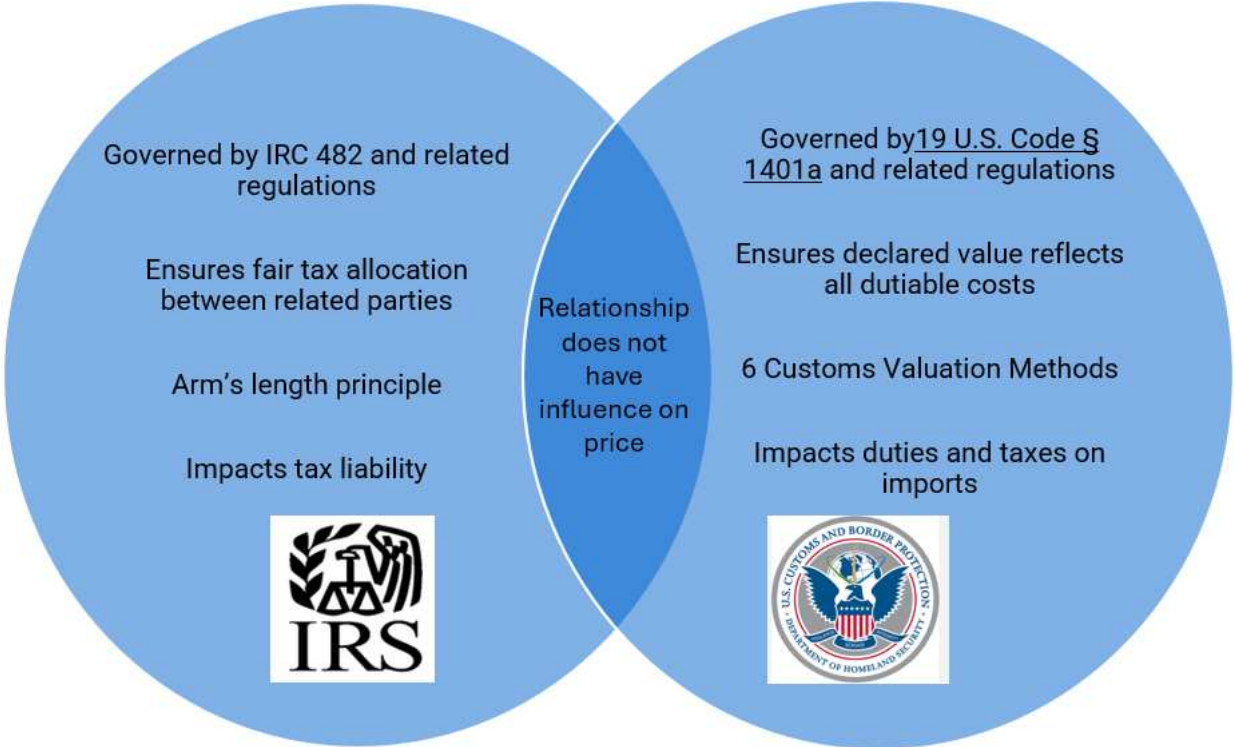 Governed by IRC 482 and related
regulations
Ensures fair tax allocation
between related parties
Arm’s length principle
Impacts tax liability
IRS
Relationship
does not
have
influence on
price
Governed by19 U.S. Code §
1401a and related regulations
Ensures declared value reflects
all dutiable costs
6 Customs Valuation Methods
Impacts duties and taxes on
imports
U.S. CUSTOMS AND BORDER PROTECTION
DEPARTMENT OF HOMELAND SECURITY